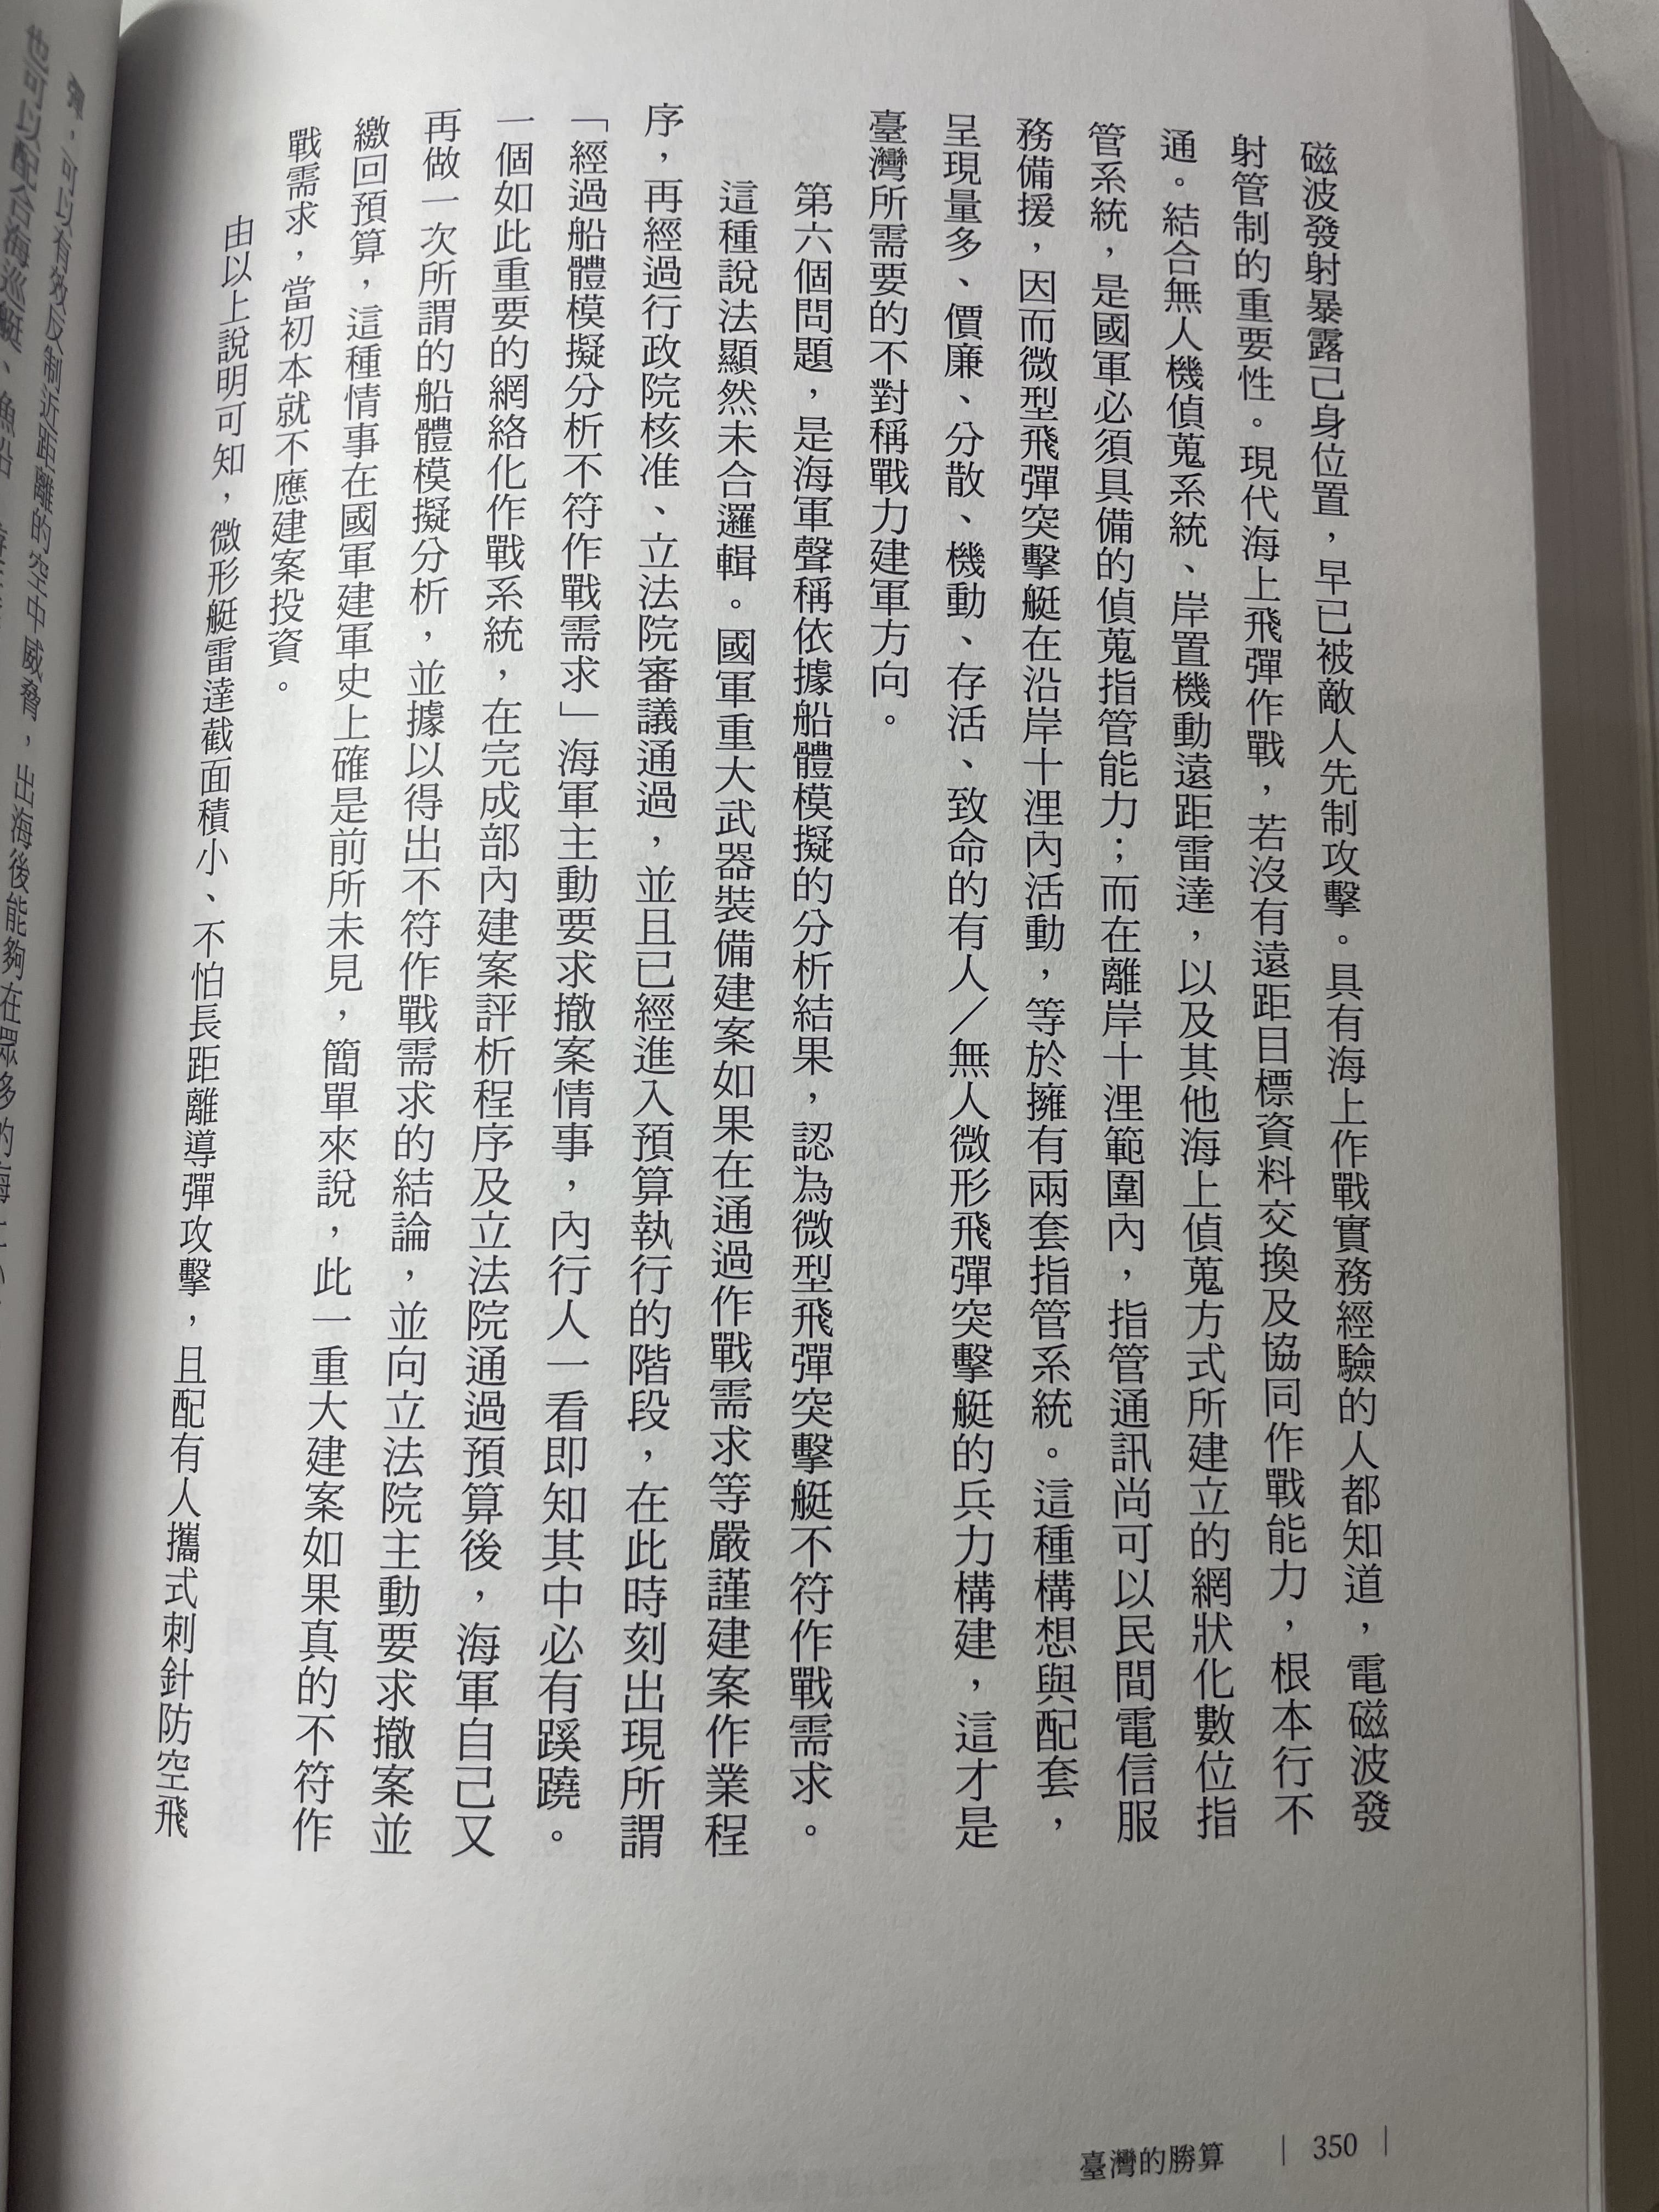 磁波發射暴露己身位置，早已被敵人先制攻擊。具有海上作戰實務經驗的人都知道，電磁波發
射管制的重要性。現代海上飛彈作戰，若沒有遠距目標資料交換及協同作戰能力，根本行不
通。結合無人機偵蒐系統、岸置機動遠距雷達，以及其他海上偵蒐方式所建立的網狀化數位指
管系統，是國軍必須具備的偵蒐指管能力；而在離岸十浬範圍內，指管通訊尚可以民間電信服
務備援，因而微型飛彈突擊艇在沿岸十浬內活動，等於擁有兩套指管系統。這種構想與配套，
呈現量多、價廉、分散、機動、存活、致命的有人／無人微形飛彈突擊艇的兵力構建，這才是
臺灣所需要的不對稱戰力建軍方向。
第六個問題，是海軍聲稱依據船體模擬的分析結果，認為微型飛彈突擊艇不符作戰需求。
這種說法顯然未合邏輯。國軍重大武器裝備建案如果在通過作戰需求等嚴謹建案作業程
序，再經過行政院核准、立法院審議通過，並且已經進入預算執行的階段，在此時刻出現所謂
「經過船體模擬分析不符作戰需求」海軍主動要求撤案情事，內行人一看即知其中必有蹊蹺。
一個如此重要的網絡化作戰系統，在完成部內建案評析程序及立法院通過預算後，海軍自己又
再做一次所謂的船體模擬分析，並據以得出不符作戰需求的結論，並向立法院主動要求撤案並
繳回預算，這種情事在國軍建軍史上確是前所未見，簡單來說，此一重大建案如果真的不符作
戰需求，當初本就不應建案投資。
由以上說明可知，微形艇雷達截面積小、不怕長距離導彈攻擊，且配有人攜式刺針防空飛
彈，可以有效反制近距離的空中威脅，出海後能夠在眾多的海上
也可以配合海巡艇、漁船
臺灣的勝算
350